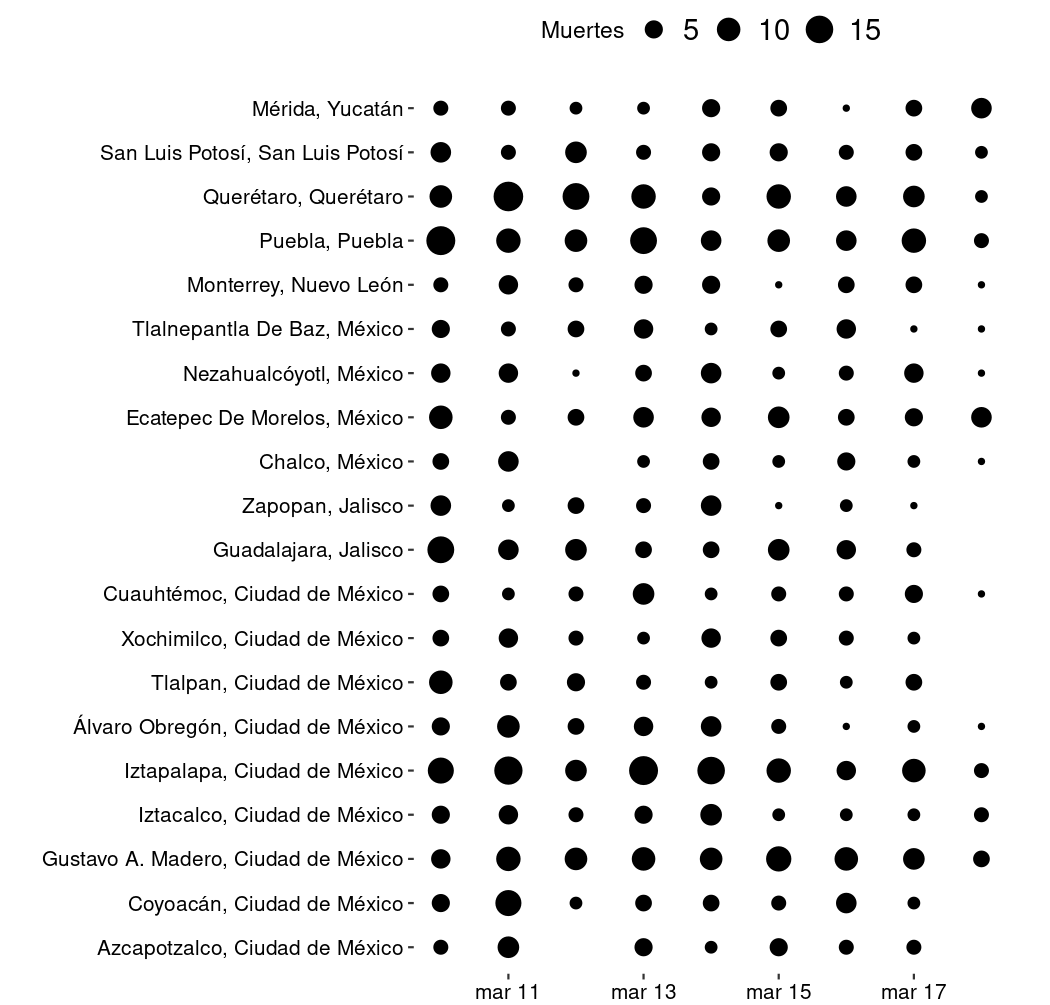 Muertes 5 10 15
Mérida, Yucatán
San Luis Potosí, San Luis Potosí
Querétaro, Querétaro
Puebla, Puebla
Monterrey, Nuevo León
Tlalnepantla De Baz, México
Nezahualcóyotl, México
Ecatepec De Morelos, México
Chalco, México
Zapopan, Jalisco
Guadalajara, Jalisco
Cuauhtémoc, Ciudad de México
Xochimilco, Ciudad de México
Tlalpan, Ciudad de México
Álvaro Obregón, Ciudad de México
Iztapalapa, Ciudad de México
Iztacalco, Ciudad de México
Gustavo A. Madero, Ciudad de México
Coyoacán, Ciudad de México
Azcapotzalco, Ciudad de México
mar 11 mar 13 mar 15 mar 17